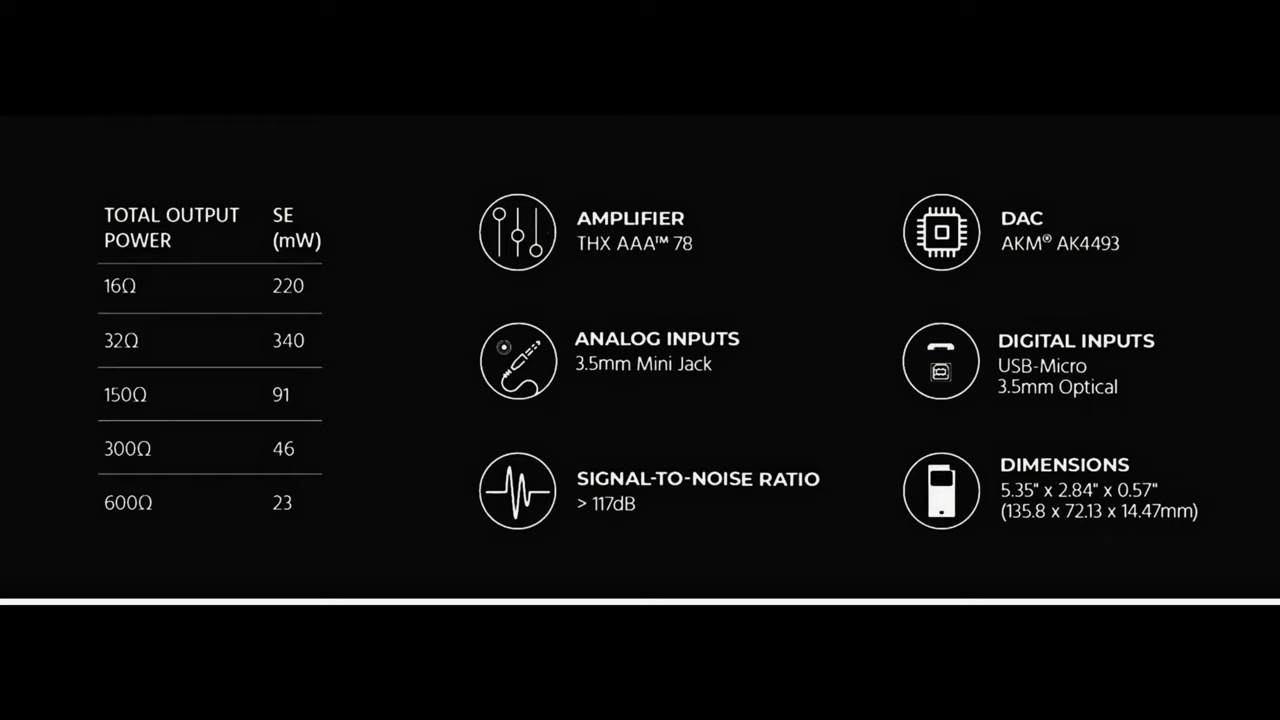 TOTAL OUTPUT POWER SE (mW)
16Ω 220
32Ω 340
150Ω 91
300Ω 46
600Ω 23
AMPLIFIER
THX AAA™ 78
ANALOG INPUTS
3.5mm Mini Jack
SIGNAL-TO-NOISE RATIO
> 117dB
DAC
AKM® AK4493
DIGITAL INPUTS
USB-Micro
3.5mm Optical
DIMENSIONS
5.35" x 2.84" x 0.57"
(135.8 x 72.13 x 14.47mm)